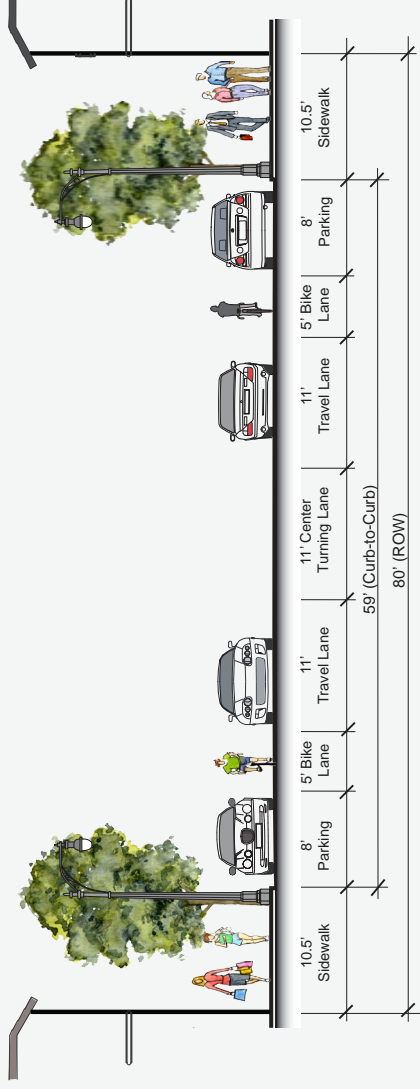 10.5'
Sidewalk
8'
Parking
5' Bike
Lane
11'
Travel Lane
11' Center
Turning Lane
11'
Travel Lane
5' Bike
Lane
8'
Parking
10.5'
Sidewalk
59' (Curb-to-Curb)
80' (ROW)